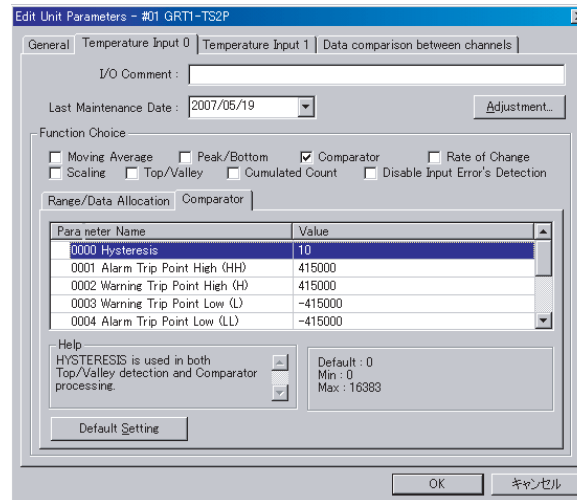 Edit Unit Parameters - #01 GRT1-TS2P
General Temperature Input 0 Temperature Input 1 Data comparison between channels
I/O Comment :
Last Maintenance Date : 2007/05/19 Adjustment...
Function Choice
Moving Average Peak/Bottom Comparator Rate of Change
Scaling Top/Valley Cumulated Count Disable Input Error's Detection
Range/Data Allocation Comparator
Parameter Name Value
0000 Hysteresis 10
0001 Alarm Trip Point High (HH) 415000
0002 Warning Trip Point High (H) 415000
0003 Warning Trip Point Low (L) -415000
0004 Alarm Trip Point Low (LL) -415000
Help
HYSTERESIS is used in both
Top/Valley detection and Comparator
processing.
Default : 0
Min : 0
Max : 16383
Default Setting
OK キャンセル